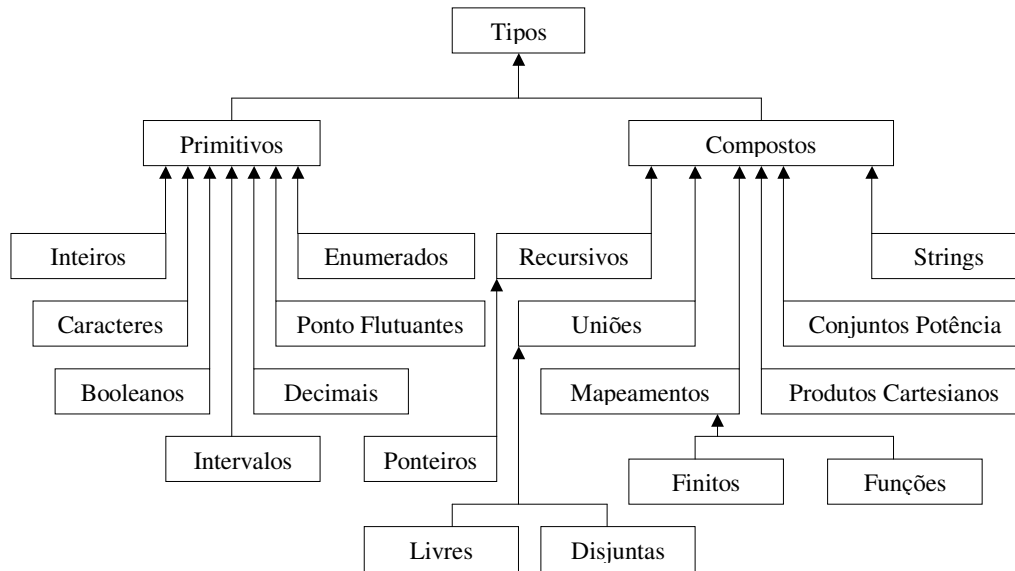 Tipos
Primitivos
Compostos
Inteiros
Enumerados
Recursivos
Strings
Caracteres
Ponto Flutuantes
Uniões
Conjuntos Potência
Booleanos
Decimais
Mapeamentos
Produtos Cartesianos
Intervalos
Ponteiros
Finitos
Funções
Livres
Disjuntas